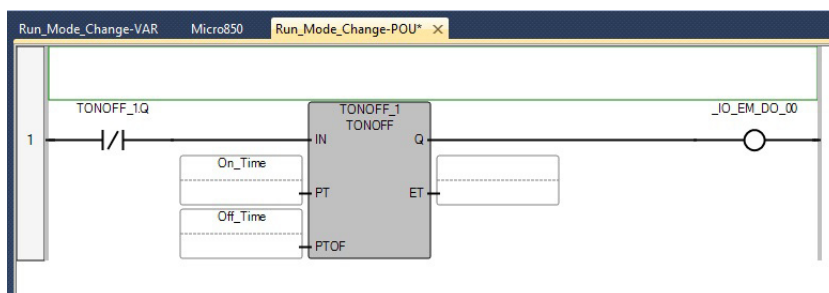 Run_Mode_Change-VAR Micro850 Run_Mode_Change-POU* ×
TONOFF_1.Q TONOFF_1 _IO_EM_DO_00
TONOFF
1 IN Q
On_Time
PT ET
Off_Time
PTOF